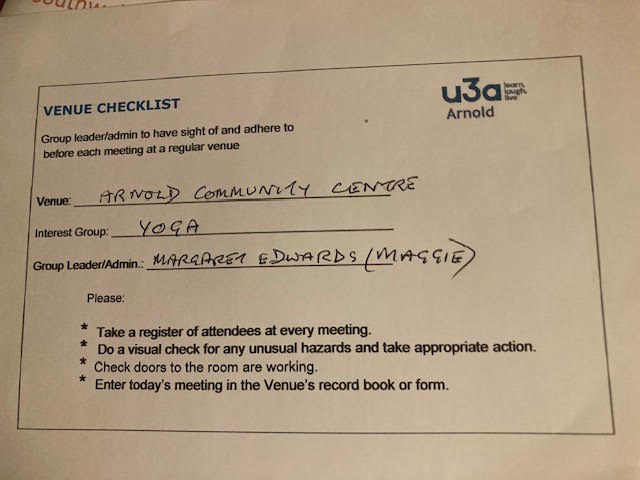 VENUE CHECKLIST
u3a learn, laugh, live
Arnold
Group leader/admin to have sight of and adhere to
before each meeting at a regular venue
Venue: ARNOLD COMMUNITY CENTRE
Interest Group: YOGA
Group Leader/Admin.: MARGARET EDWARDS (MAGGIE)
Please:
* Take a register of attendees at every meeting.
* Do a visual check for any unusual hazards and take appropriate action.
* Check doors to the room are working.
* Enter today's meeting in the Venue's record book or form.